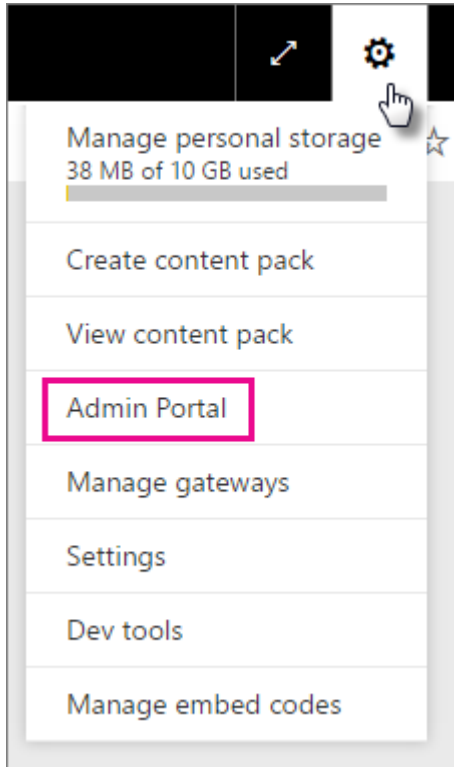 Manage personal storage
38 MB of 10 GB used
Create content pack
View content pack
Admin Portal
Manage gateways
Settings
Dev tools
Manage embed codes